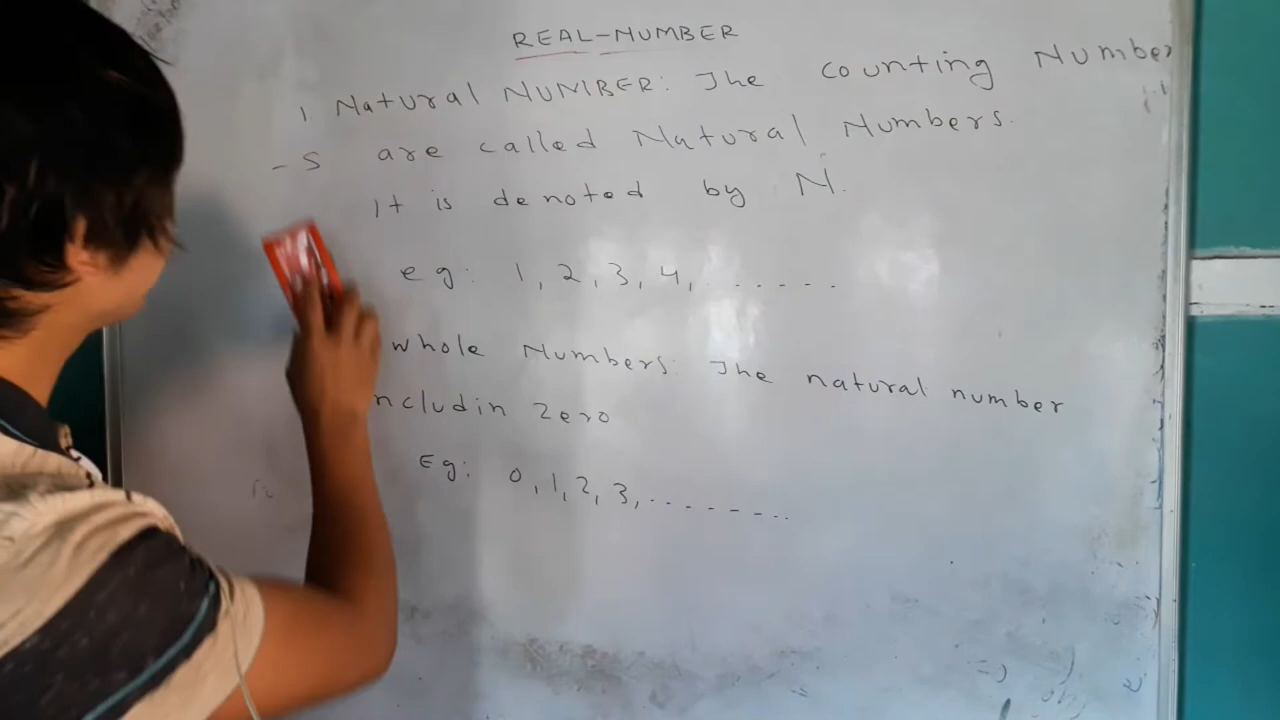 REAL-NUMBER
1 Natural NUMBER: The counting Number
-s are called Natural Numbers.
It is denoted by N.
eg: 1, 2, 3, 4, ......
whole Numbers: The natural number
ncludin zero
Eg: 0, 1, 2, 3, ........